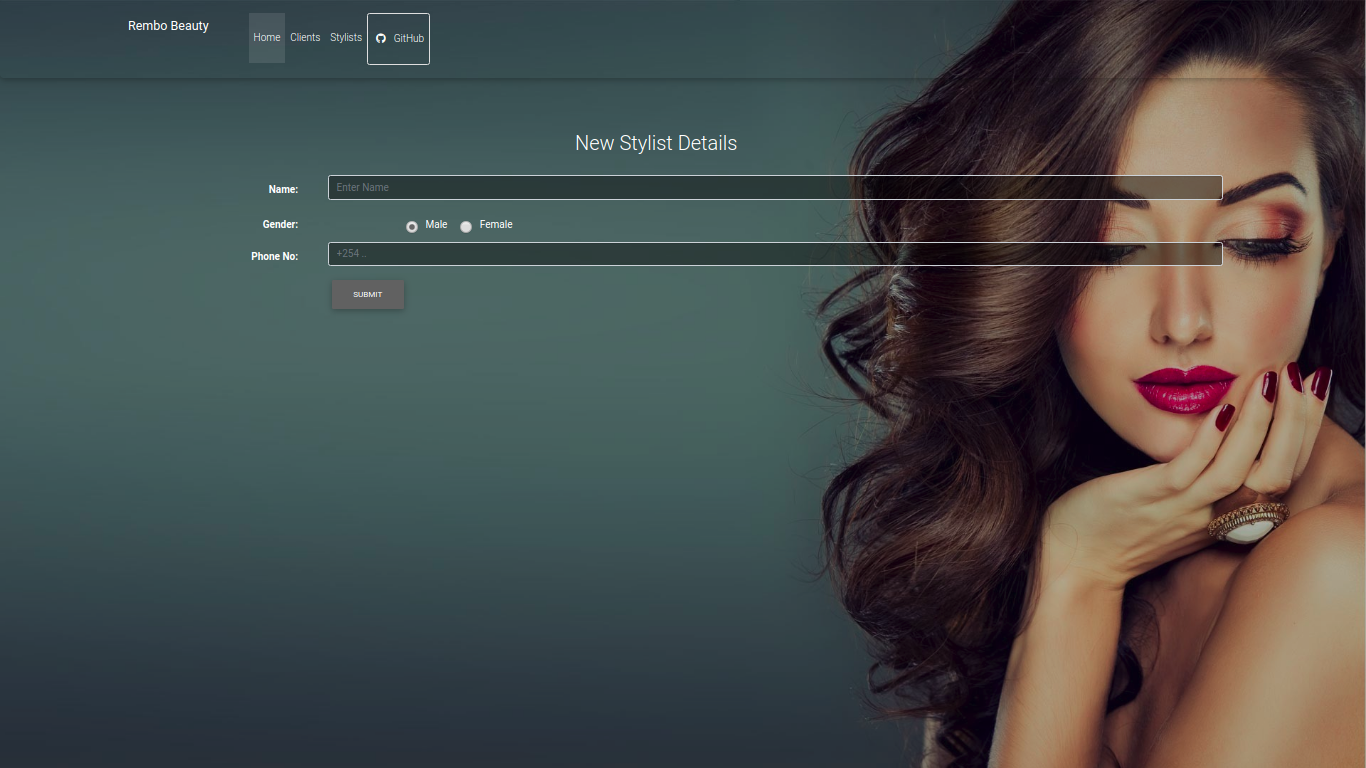 Rembo Beauty
Home Clients Stylists GitHub
New Stylist Details
Name: Enter Name
Gender: Male Female
Phone No: +254 ..
SUBMIT